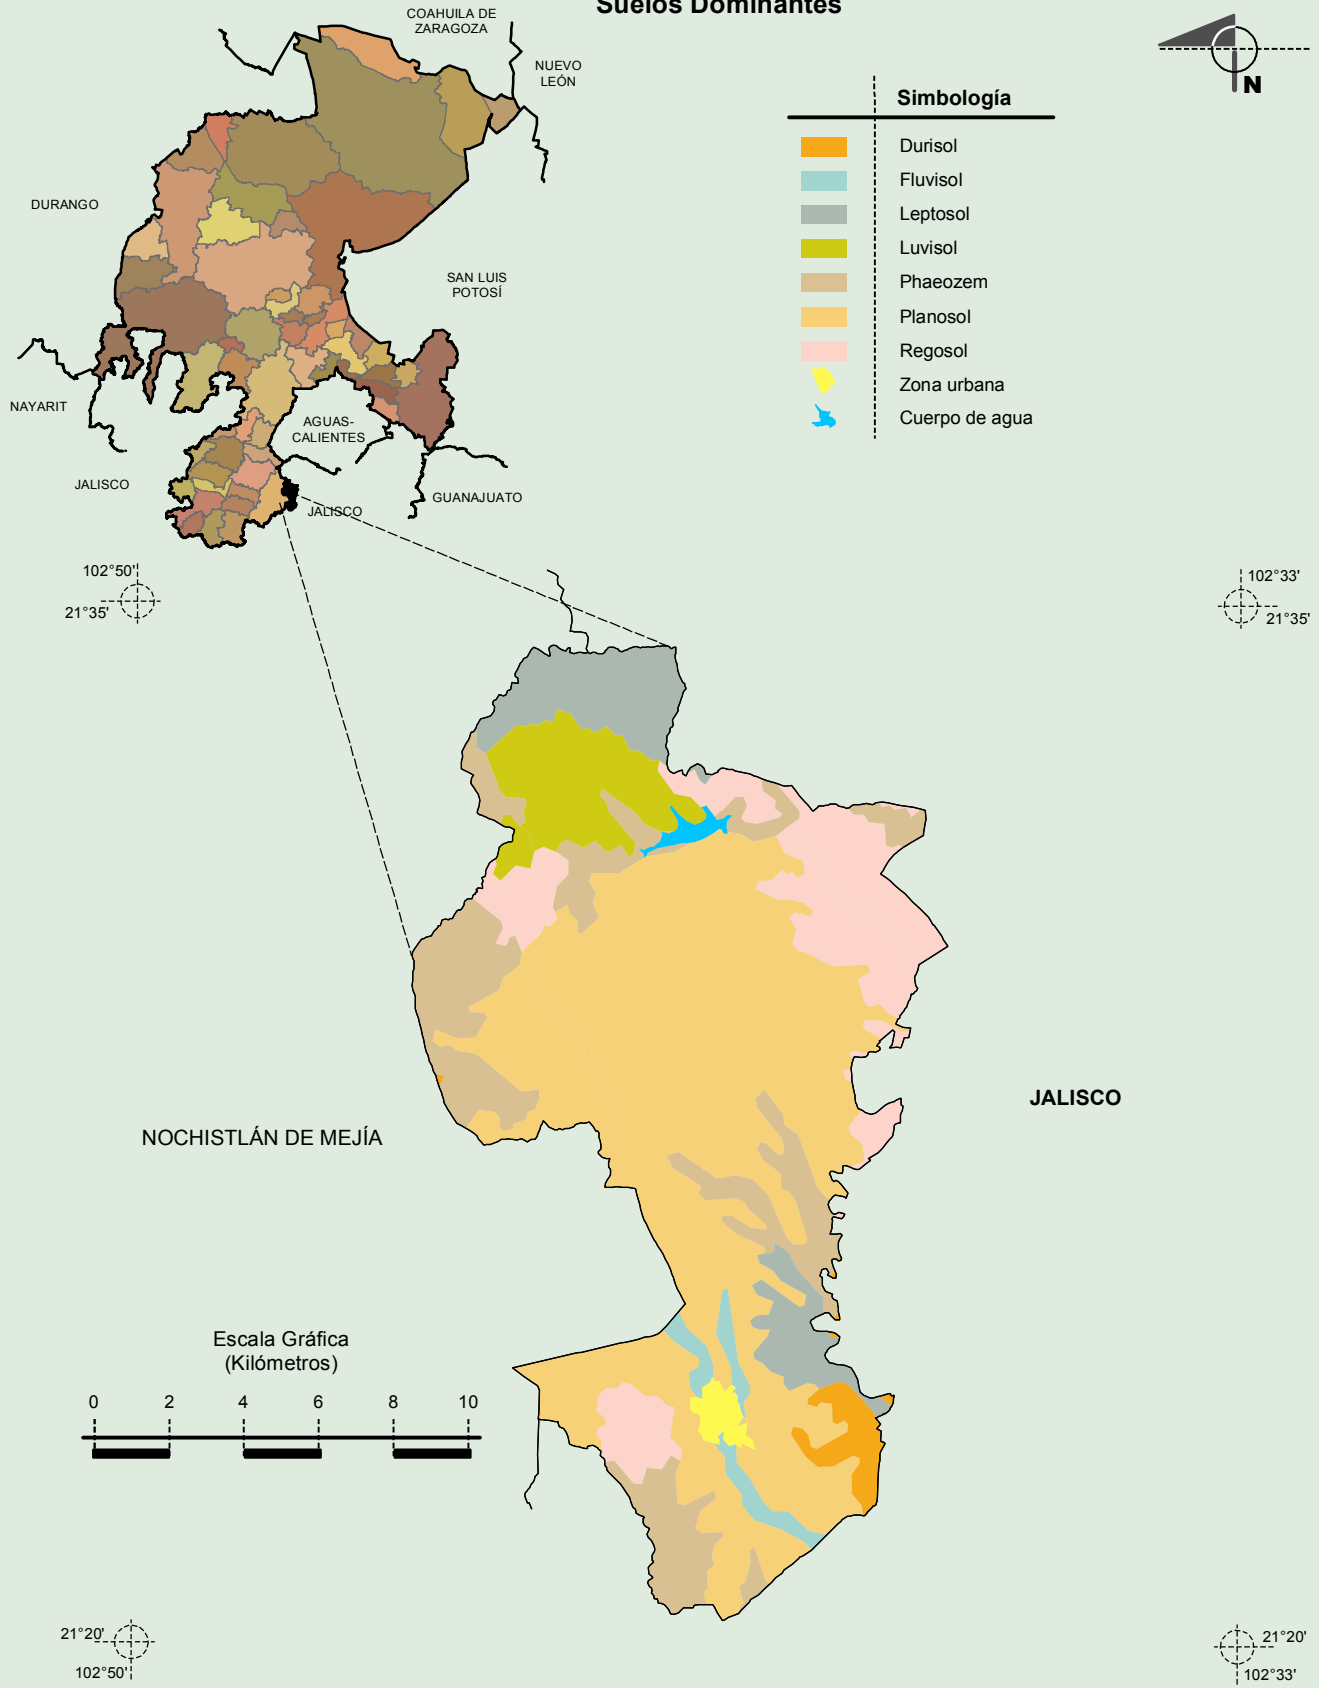 Suelos Dominantes
COAHUILA DE
ZARAGOZA
NUEVO
LEÓN
N
Simbología
Durisol
Fluvisol
Leptosol
Luvisol
Phaeozem
Planosol
Regosol
Zona urbana
Cuerpo de agua
DURANGO
SAN LUIS
POTOSÍ
NAYARIT
AGUAS-
CALIENTES
JALISCO
GUANAJUATO
JALISCO
102°50'
21°35'
102°33'
21°35'
JALISCO
NOCHISTLÁN DE MEJÍA
Escala Gráfica
(Kilómetros)
0 2 4 6 8 10
21°20'
102°50'
21°20'
102°33'